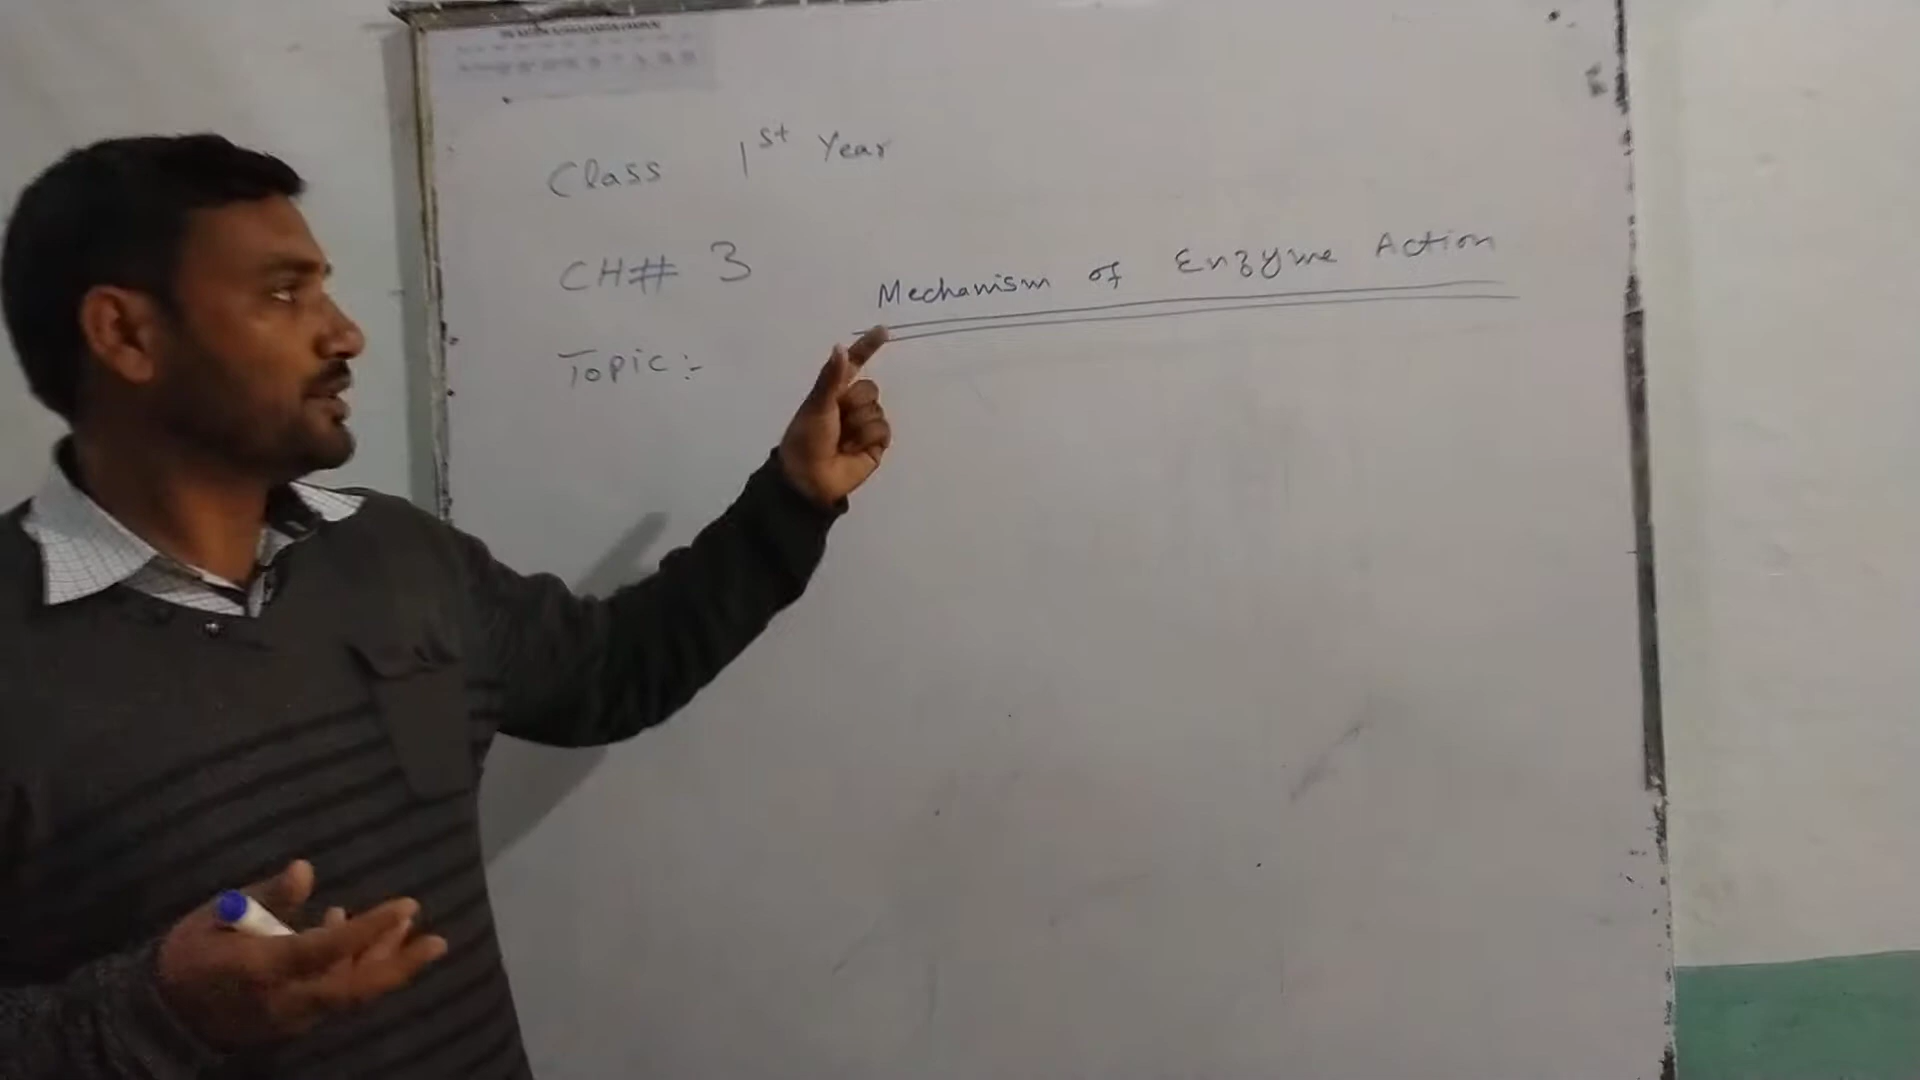 Class 1st Year
CH# 3
Mechanism of Enzyme Action
Topic :-